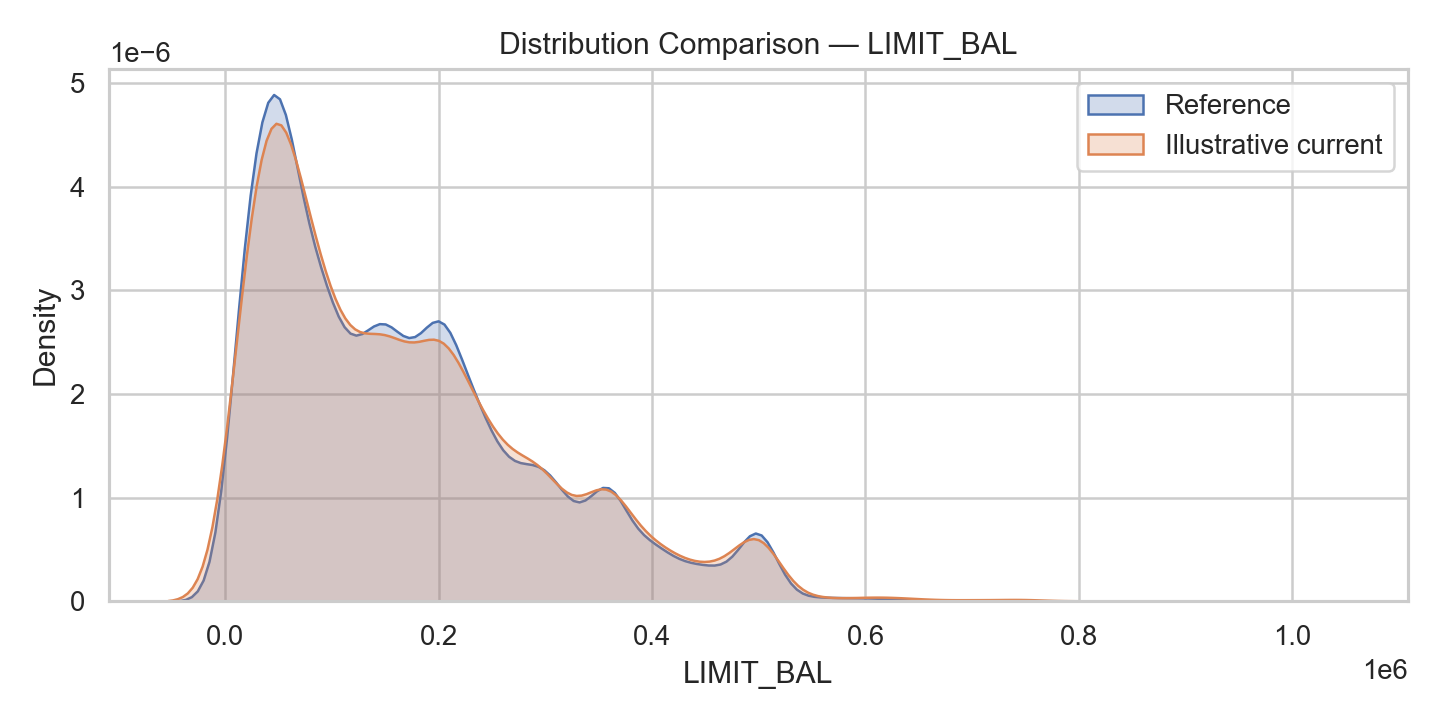 Distribution Comparison — LIMIT_BAL
1e−6
5
4
3
2
1
0
Density
Reference
Illustrative current
0.0 0.2 0.4 0.6 0.8 1.0
LIMIT_BAL
1e6